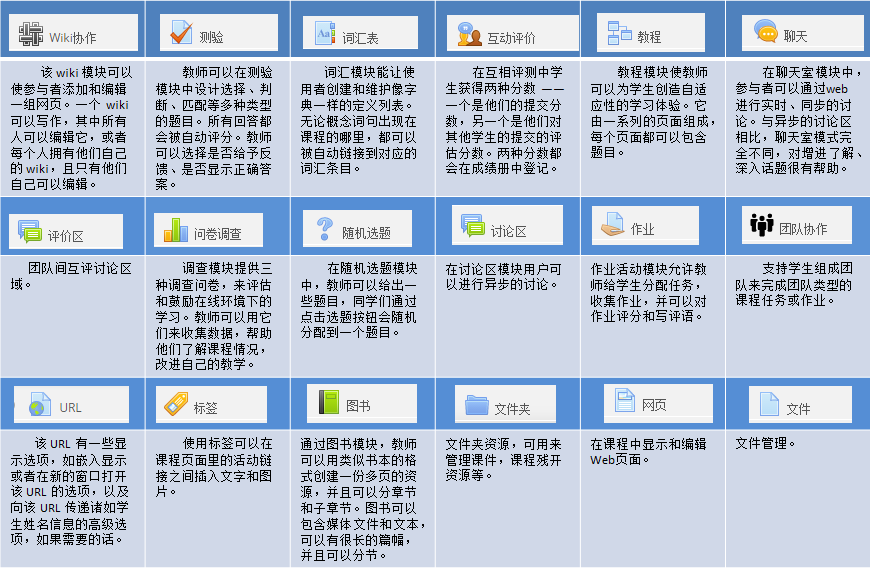 Wiki协作
测验
词汇表
互动评价
教程
聊天
该 wiki 模块可以
使参与者添加和编辑
一组网页。一个 wiki
可以写作，其中所有
人可以编辑它，或者
每个人拥有他们自己
的 wiki，且只有他们
自己可以编辑。
教师可以在测验
模块中设计选择、判
断、匹配等多种类型
的题目。所有回答都
会被自动评分。教师
可以选择是否给予反
馈、是否显示正确答
案。
词汇模块能让使
用者创建和维护像字
典一样的定义列表。
无论概念词句出现在
课程的哪里，都可以
被自动链接到对应的
词汇条目。
在互相评测中学
生获得两种分数 ——
一个是他们的提交分
数，另一个是他们对
其他学生的提交的评
估分数。两种分数都
会在成绩册中登记。
教程模块使教师
可以为学生创造自适
应性的学习体验。它
由一系列的页面组成，
每个页面都可以包含
题目。
在聊天室模块中，
参与者可以通过web
进行实时、同步的讨
论。与异步的讨论区
相比，聊天室模式完
全不同，对增进了解、
深入话题很有帮助。
评价区
问卷调查
随机选题
讨论区
作业
团队协作
团队间互评讨论区
域。
调查模块提供三
种调查问卷，来评估
和鼓励在线环境下的
学习。教师可以用它
们来收集数据，帮助
他们了解课程情况，
改进自己的教学。
在随机选题模块
中，教师可以给出一
些题目，同学们通过
点击选题按钮会随机
分配到一个题目。
在讨论区模块用户可
以进行异步的讨论。
作业活动模块允许教
师给学生分配任务，
收集作业，并可以对
作业评分和写评语。
支持学生组成团
队来完成团队类型的
课程任务或作业。
URL
标签
图书
文件夹
网页
文件
该 URL 有一些显
示选项，如嵌入显示
或者在新的窗口打开
该 URL 的选项，以及
向该 URL 传递诸如学
生姓名信息的高级选
项，如果需要的话。
使用标签可以在
课程页面里的活动链
接之间插入文字和图
片。
通过图书模块，教师
可以用类似书本的格
式创建一份多页的资
源，并且可以分章节
和子章节。图书可以
包含媒体文件和文本，
可以有很长的篇幅，
并且可以分节。
文件夹资源，可用来
管理课件，课程残开
资源等。
在课程中显示和编辑
Web页面。
文件管理。